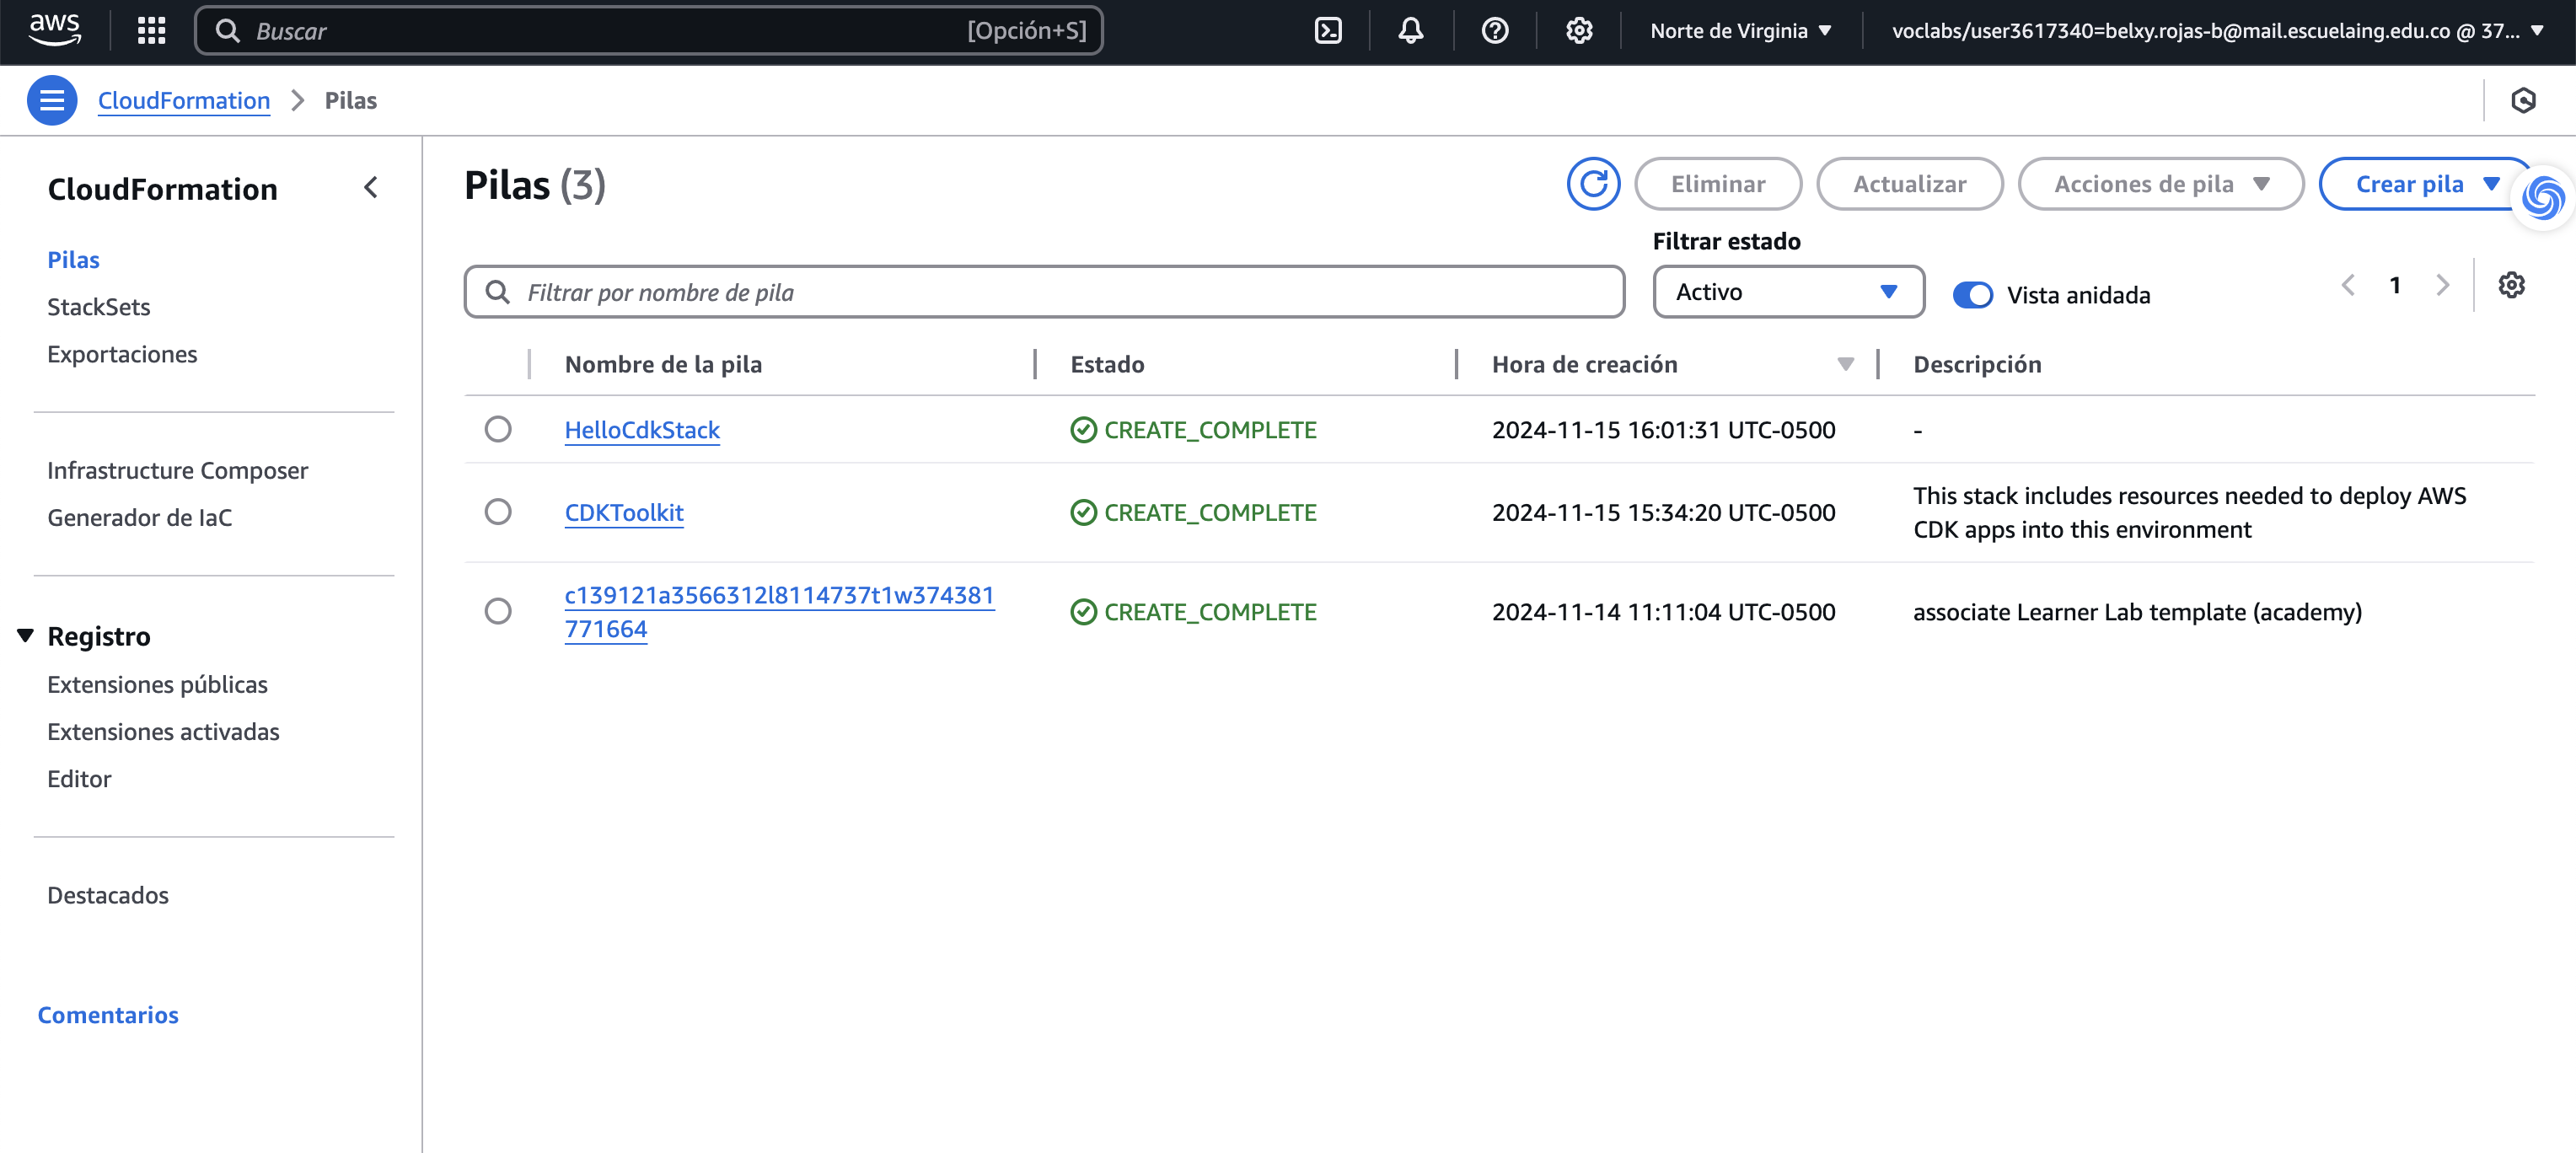 aws
Buscar
[Opción+S]
Norte de Virginia
voclabs/user3617340=belxy.rojas-b@mail.escuelaing.edu.co @ 37...
CloudFormation
Pilas
CloudFormation
Pilas
StackSets
Exportaciones
Infrastructure Composer
Generador de IaC
Registro
Extensiones públicas
Extensiones activadas
Editor
Destacados
Comentarios
Pilas (3)
Eliminar
Actualizar
Acciones de pila
Crear pila
Filtrar estado
Filtrar por nombre de pila
Activo
Vista anidada
1
Nombre de la pila
Estado
Hora de creación
Descripción
HelloCdkStack
CREATE_COMPLETE
2024-11-15 16:01:31 UTC-0500
-
CDKToolkit
CREATE_COMPLETE
2024-11-15 15:34:20 UTC-0500
This stack includes resources needed to deploy AWS
CDK apps into this environment
c139121a3566312l8114737t1w374381
771664
CREATE_COMPLETE
2024-11-14 11:11:04 UTC-0500
associate Learner Lab template (academy)